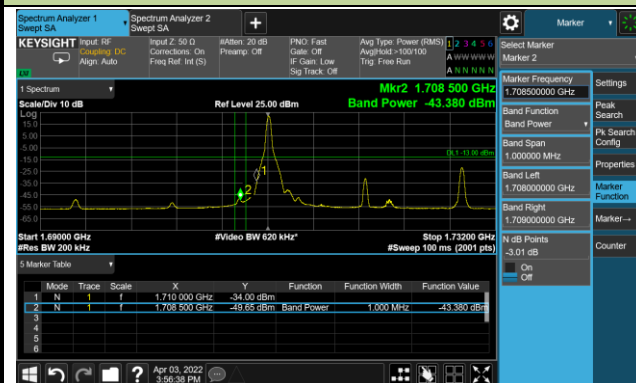 Spectrum Analyzer 1
Swept SA
Spectrum Analyzer 2
Swept SA
+
Marker
KEYSIGHT
Input: RF
Coupling: DC
Align: Auto
Input Z: 50 Ω
Corrections: On
Freq Ref: Int (S)
#Atten: 20 dB
Preamp: Off
PNO: Fast
Gate: Off
IF Gain: Low
Sig Track: Off
Avg Type: Power (RMS)
Avg|Hold:>100/100
Trig: Free Run
1 2 3 4 5 6
A W W W W W
A N N N N N
Select Marker
Marker 2
1 Spectrum
Mkr2 1.708 500 GHz
Scale/Div 10 dB
Ref Level 25.00 dBm
Band Power -43.380 dBm
Log
15.0
5.00
-5.00
-15.0
-25.0
-35.0
-45.0
-55.0
-65.0
DL1 -13.00 dBm
1
2
Start 1.69000 GHz
#Video BW 620 kHz*
Stop 1.73200 GHz
#Res BW 200 kHz
#Sweep 100 ms (2001 pts)
Marker Frequency
1.708500000 GHz
Band Function
Band Power
Band Span
1.000000 MHz
Band Left
1.708000000 GHz
Band Right
1.709000000 GHz
N dB Points
-3.01 dB
On
Off
Settings
Peak
Search
Pk Search
Config
Properties
Marker
Function
Marker→
Counter
5 Marker Table
Mode Trace Scale X Y Function Function Width Function Value
1 N 1 f 1.710 000 GHz -34.00 dBm
2 N 1 f 1.708 500 GHz -49.65 dBm Band Power 1.000 MHz -43.380 dBm
3
4
5
6
?
Apr 03, 2022
3:56:38 PM